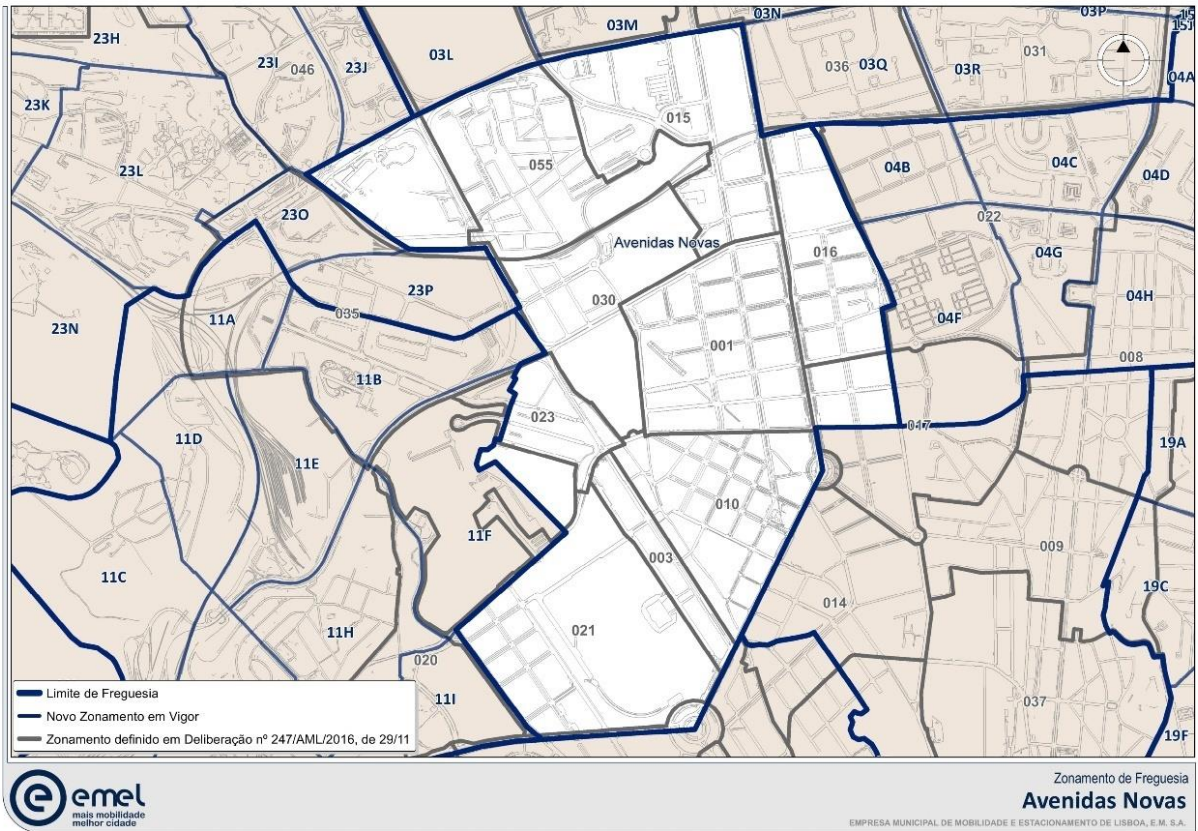 03M
03N
03P
15
15J
23H
23I
046
23J
03L
036
03Q
03R
031
04A
23K
015
23L
055
04B
04C
04D
23O
022
Avenidas Novas
016
04G
23P
030
04H
23N
11A
035
04F
001
008
11B
023
017
11D
11E
19A
010
11F
003
009
11C
19C
014
021
11H
020
11I
037
19F
Limite de Freguesia
Novo Zonamento em Vigor
Zonamento definido em Deliberação nº 247/AML/2016, de 29/11
emel
mais mobilidade
melhor cidade
Zonamento de Freguesia
Avenidas Novas
EMPRESA MUNICIPAL DE MOBILIDADE E ESTACIONAMENTO DE LISBOA, E.M. S.A.